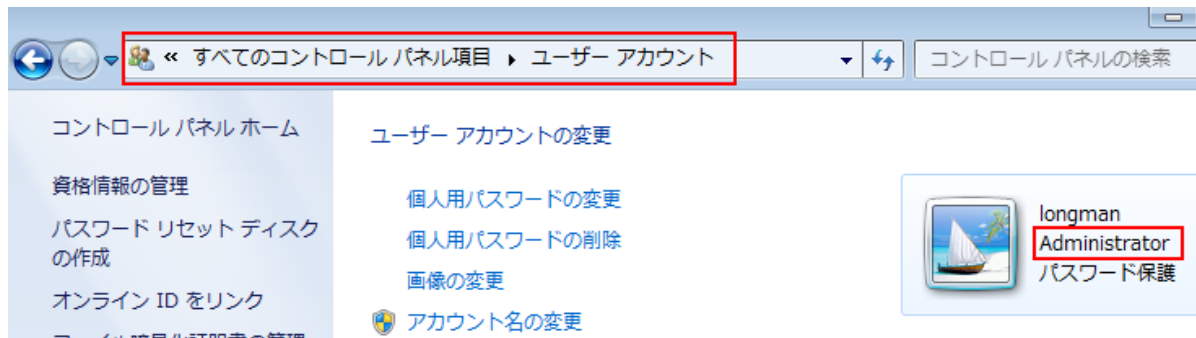 « すべてのコントロール パネル項目 ▸ ユーザー アカウント
コントロール パネルの検索
コントロール パネル ホーム
資格情報の管理
パスワード リセット ディスク
の作成
オンライン ID をリンク
ユーザー アカウントの変更
個人用パスワードの変更
個人用パスワードの削除
画像の変更
アカウント名の変更
longman
Administrator
パスワード保護